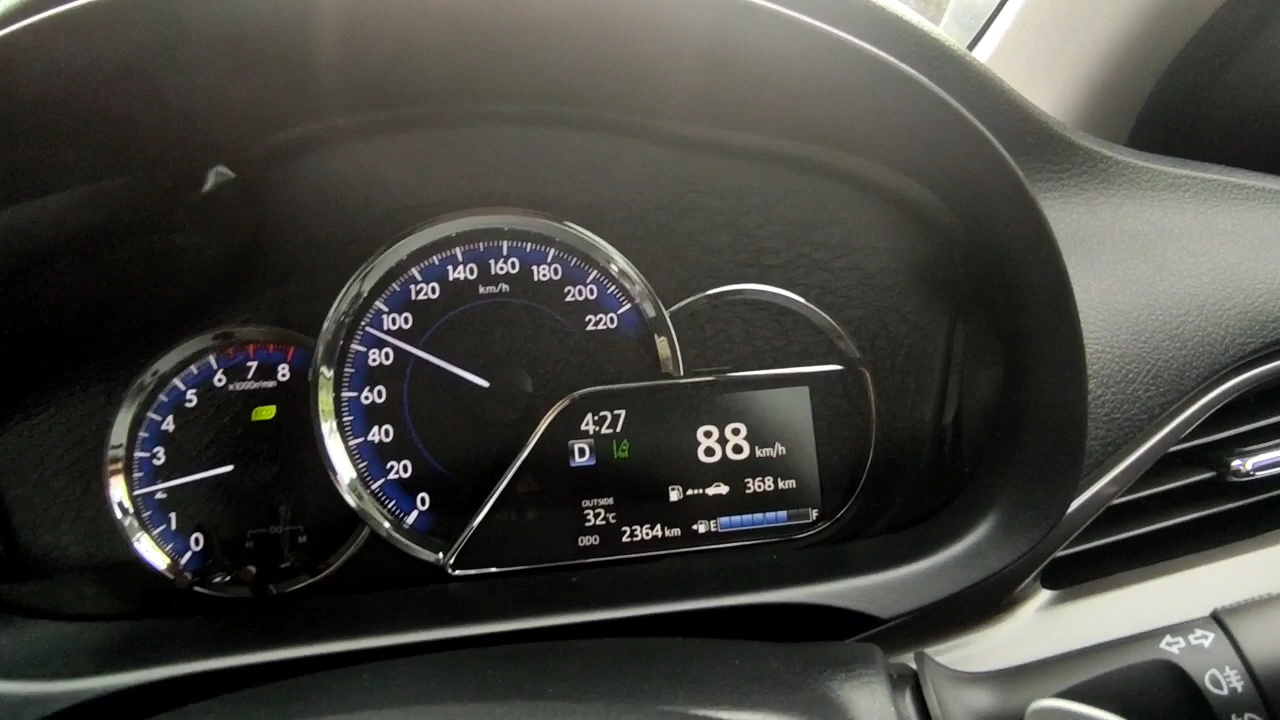 0
1
2
3
4
5
6
7
8
x1000r/min
ECO
0
20
40
60
80
100
120
140
160
180
200
220
km/h
4:27
D
88 km/h
368 km
OUTSIDE
32°C
ODO 2364 km
E F